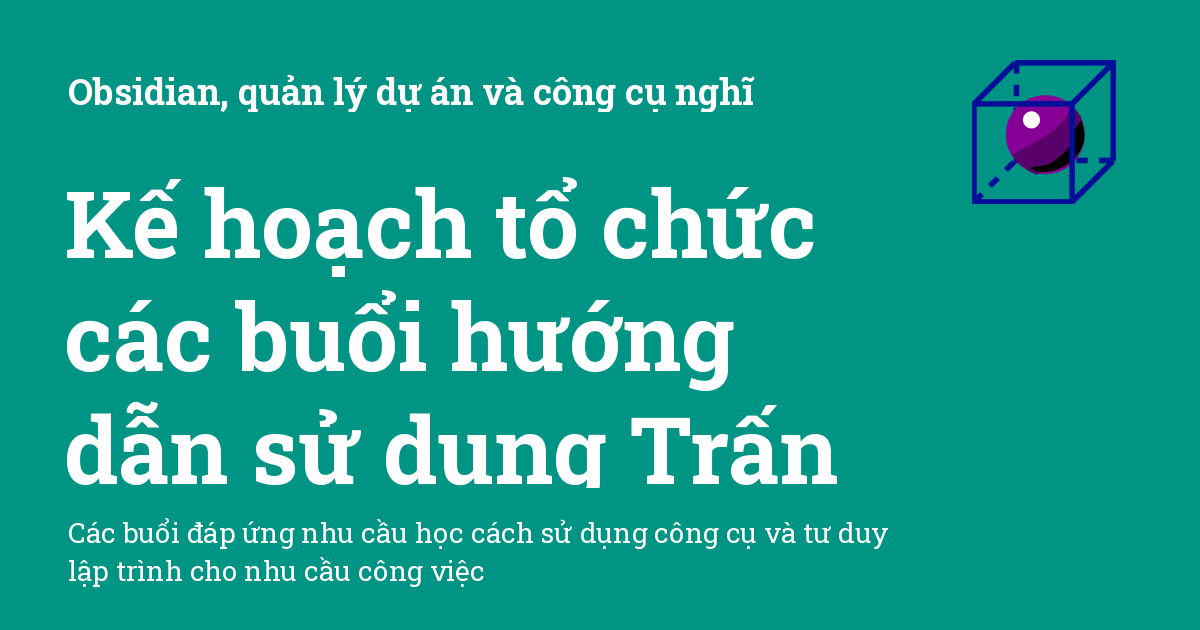 Obsidian, quản lý dự án và công cụ nghĩ
Kế hoạch tổ chức
các buổi hướng
dẫn sử dụng Trấn
Các buổi đáp ứng nhu cầu học cách sử dụng công cụ và tư duy
lập trình cho nhu cầu công việc